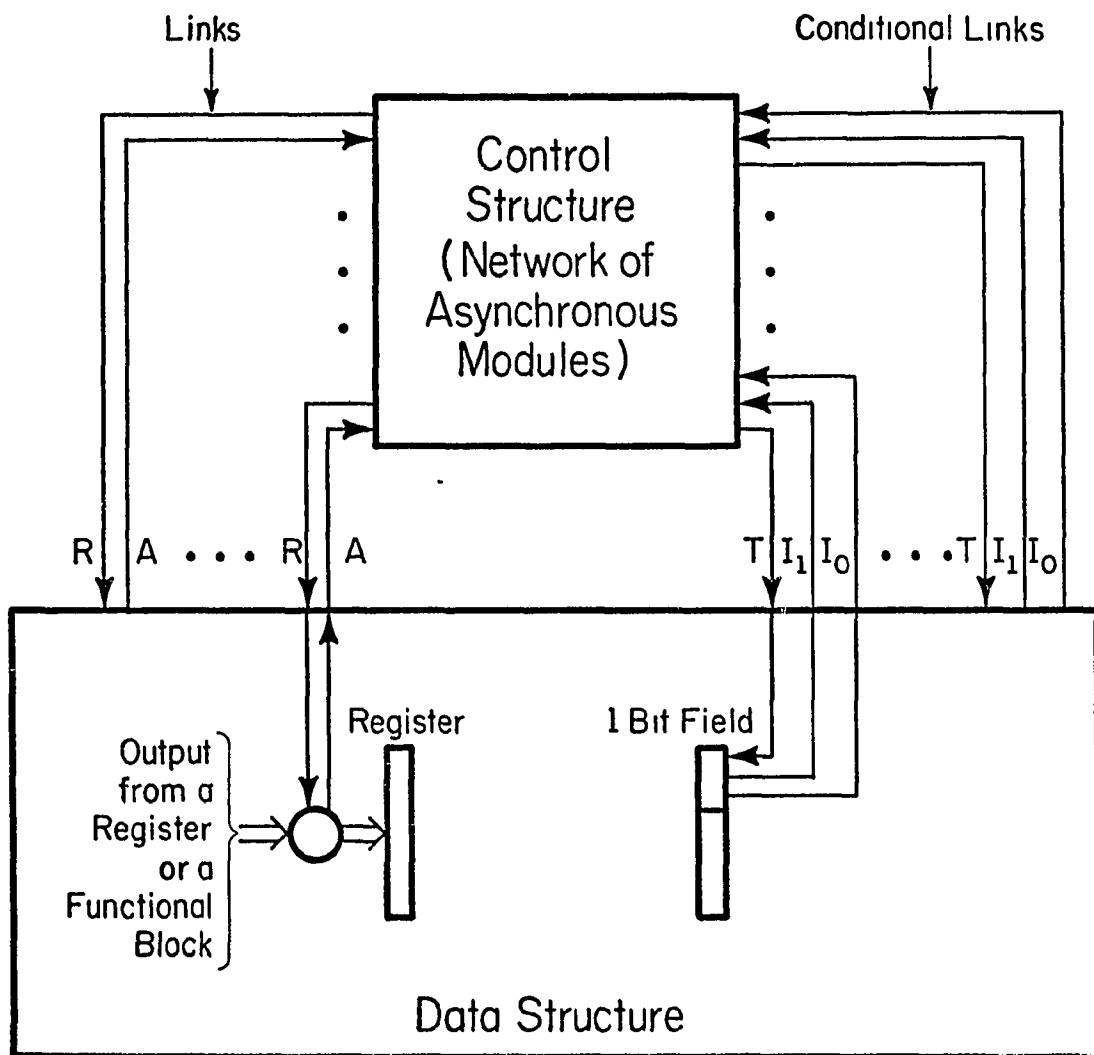 Links
Conditional Links
Control
Structure
(Network of
Asynchronous
Modules)
R A • • • R A
T I₁ I₀ • • • T I₁ I₀
Register
1 Bit Field
Output
from a
Register
or a
Functional
Block
Data Structure